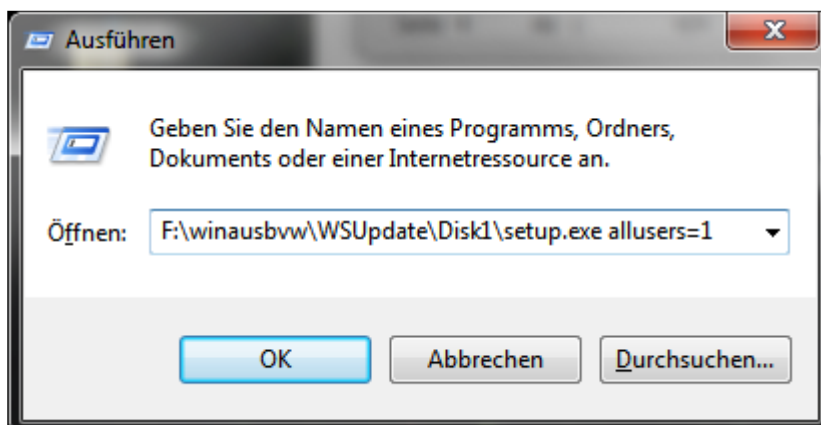 Ausführen
Geben Sie den Namen eines Programms, Ordners,
Dokuments oder einer Internetressource an.
Öffnen: F:\winausbvw\WSUpdate\Disk1\setup.exe allusers=1
OK Abbrechen Durchsuchen...